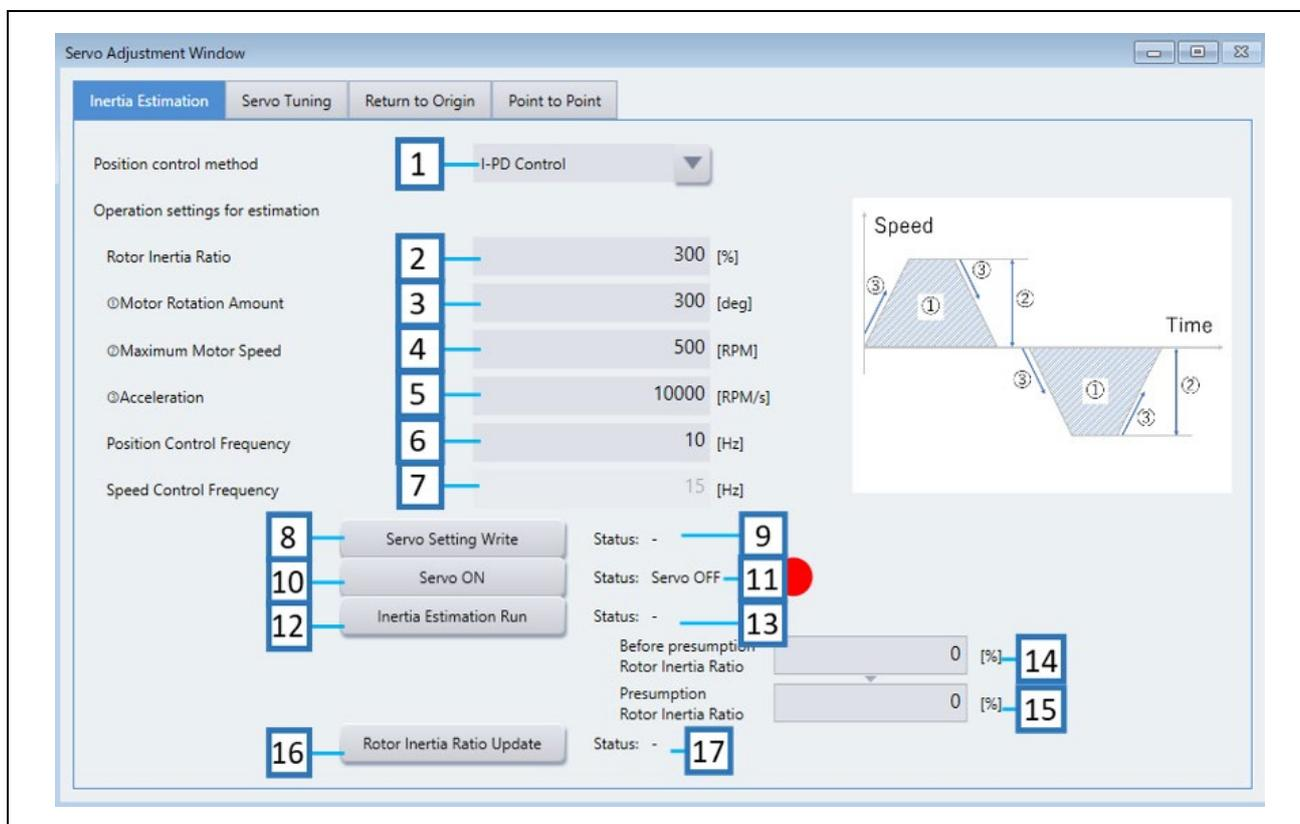 Servo Adjustment Window
Inertia Estimation Servo Tuning Return to Origin Point to Point
Position control method 1 I-PD Control
Operation settings for estimation
Rotor Inertia Ratio 2 300 [%]
①Motor Rotation Amount 3 300 [deg]
②Maximum Motor Speed 4 500 [RPM]
③Acceleration 5 10000 [RPM/s]
Position Control Frequency 6 10 [Hz]
Speed Control Frequency 7 15 [Hz]
Speed
③ ③
① ②
Time
③ ① ②
③
8 Servo Setting Write Status: - 9
10 Servo ON Status: Servo OFF 11
12 Inertia Estimation Run Status: - 13
Before presumption
Rotor Inertia Ratio 0 [%] 14
Presumption
Rotor Inertia Ratio 0 [%] 15
16 Rotor Inertia Ratio Update Status: - 17